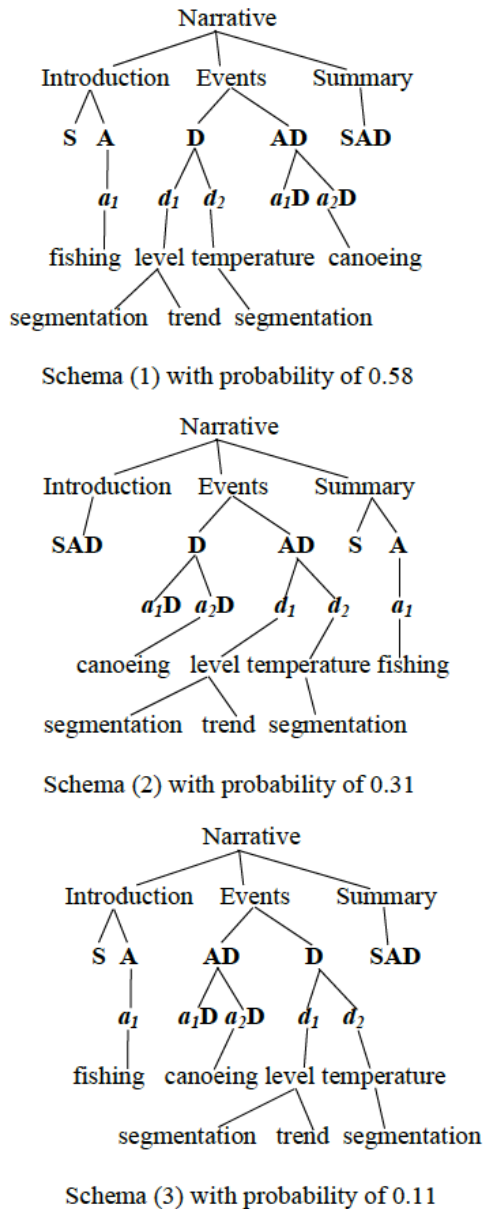 Narrative
Introduction Events Summary
S A D AD SAD
a1 d1 d2 a1D a2D
fishing level temperature canoeing
segmentation trend segmentation
Schema (1) with probability of 0.58
Narrative
Introduction Events Summary
SAD D AD S A
a1D a2D d1 d2 a1
canoeing level temperature fishing
segmentation trend segmentation
Schema (2) with probability of 0.31
Narrative
Introduction Events Summary
S A AD D SAD
a1 a1D a2D d1 d2
fishing canoeing level temperature
segmentation trend segmentation
Schema (3) with probability of 0.11